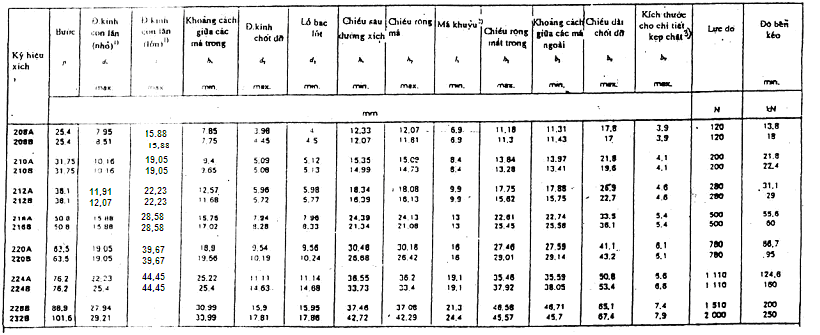 Ký hiệu xích
Bước
Đ.kính con lăn (nhỏ)1)
Đ.kính con lăn (lớn)
Khoảng cách giữa các má trong
Đ.kính chốt đỡ
Lỗ bạc lót
Chiều sâu đường xích
Chiều rộng má
Má khuỷu
Chiều rộng mắt trong
Khoảng cách giữa các má ngoài
Chiều dài chốt đỡ
Kích thước cho chi tiết kẹp chặt 3)
Lực đo
Độ bền kéo
p
max. max. min. max. min. min. max. min. max. min. max. max. min.
mm N kN
208A 25.4 7.95 15,88 7.85 3.98 4 12,33 12,07 6.9 11,18 11,31 17,8 3,9 120 13,8
208B 25.4 8.51 15,88 7.75 4.45 4.5 12.07 11.81 6.9 11.3 11.43 17 3.9 120 18
210A 31,75 10.16 19,05 9.4 5.09 5.12 15.35 15.09 8.4 13.84 13.97 21,8 4,1 200 21,8
210B 31,75 10,16 19,05 9.65 5.08 5.13 14.99 14.73 8.4 13.28 13.41 19,6 4,1 200 22,4
212A 38,1 11,91 22,23 12,57 5.96 5.98 18.34 18.08 9.9 17.75 17.88 26,9 4,6 280 31,1
212B 38,1 12,07 22,23 11.68 5.72 5.77 16.39 16.13 9.9 15.62 15.75 22.7 4,6 280 29
216A 50.8 15.88 28,58 15.75 7.94 7.96 24,39 24.13 13 22.61 22.74 33.5 5.4 500 55,6
216B 50,8 15.88 28,58 17.02 8.28 8.33 21.34 21.08 13 25.45 25.58 36.1 5.4 500 60
220A 63,5 19.05 39,67 18,9 9.54 9.56 30.48 30.18 16 27.46 27.59 41,1 6,1 780 86,7
220B 63.5 19.05 39,67 19.56 10,19 10,24 26.68 26.42 16 29,01 29.14 43,2 6.1 780 95
224A 76,2 22.23 44,45 25.22 11.11 11,14 36,55 36.2 19,1 35.46 35.59 50,8 6.6 1 110 124,6
224B 76,2 25.4 44,45 25.4 14.63 14.68 33.73 33.4 19,1 37,92 38.05 53.4 6.6 1 110 160
228B 88,9 27.94 30.99 15.9 15.95 37.46 37.08 21,3 46,58 46,71 65,1 7.4 1 510 200
232B 101,6 29.21 30.99 17.81 17.86 42,72 42,29 24.4 45,57 45.7 67.4 7,9 2 000 250